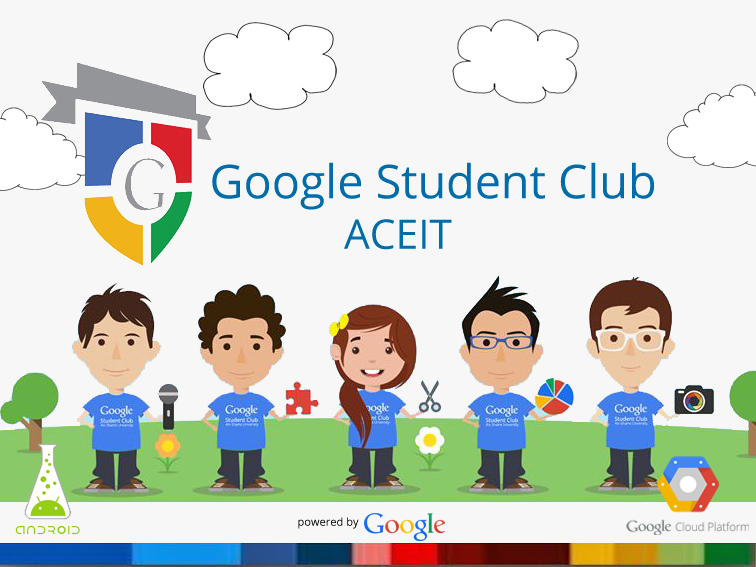 G
Google Student Club
ACEIT
Google
Student Club
Ain Shams University
Google
Student Club
Ain Shams University
Google
Student Club
Ain Shams University
Google
Student Club
Ain Shams University
Google
Student Club
Ain Shams University
ANDROID
powered by Google
Google Cloud Platform